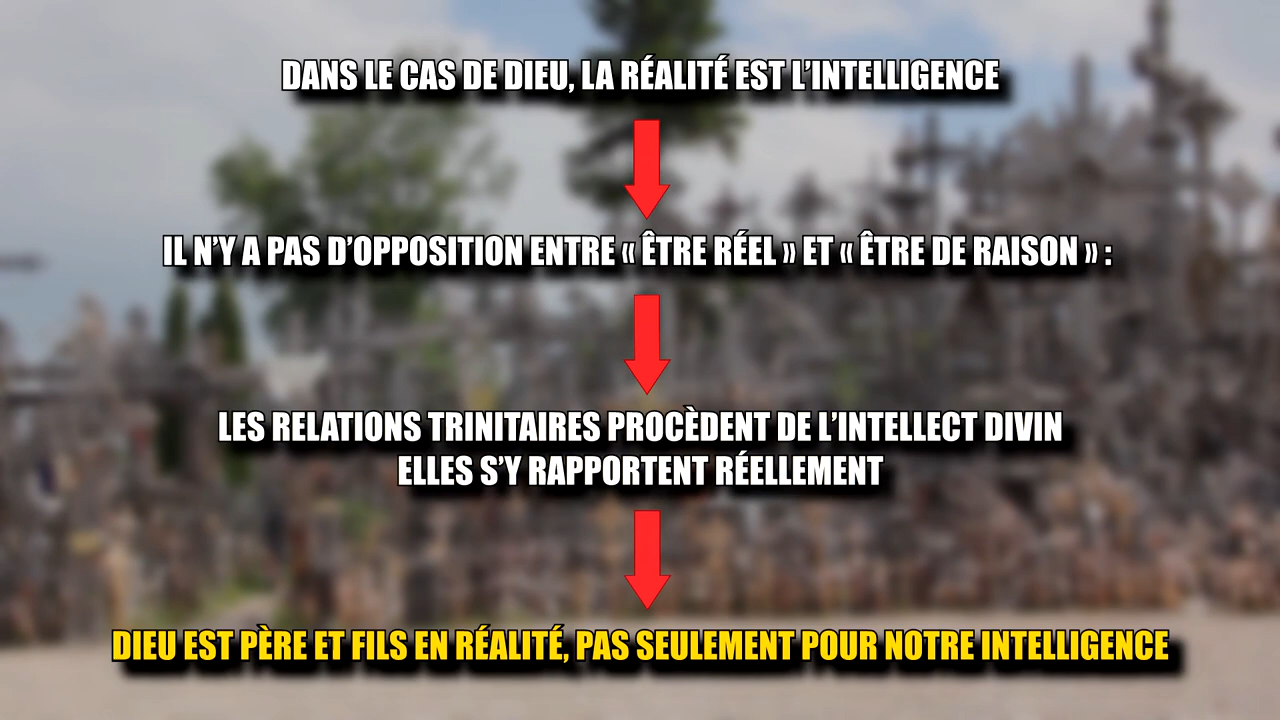 DANS LE CAS DE DIEU, LA RÉALITÉ EST L’INTELLIGENCE
IL N’Y A PAS D’OPPOSITION ENTRE « ÊTRE RÉEL » ET « ÊTRE DE RAISON » :
LES RELATIONS TRINITAIRES PROCÈDENT DE L’INTELLECT DIVIN
ELLES S’Y RAPPORTENT RÉELLEMENT
DIEU EST PÈRE ET FILS EN RÉALITÉ, PAS SEULEMENT POUR NOTRE INTELLIGENCE